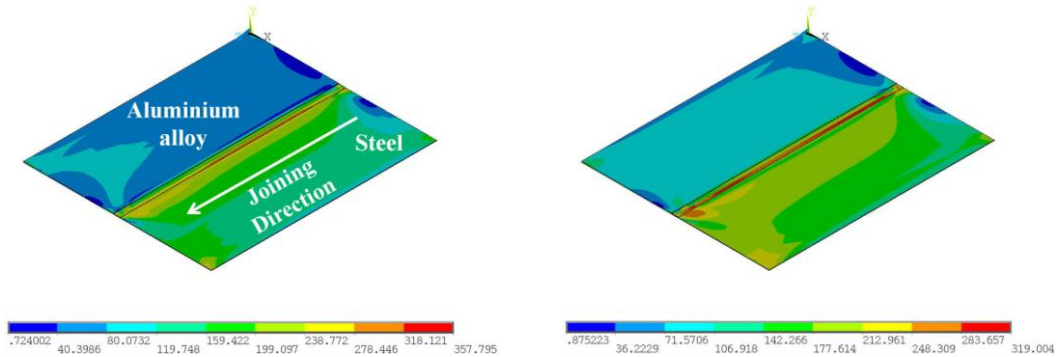 Y
Z X
Aluminium
alloy
Steel
Joining
Direction
.724002 80.0732 159.422 238.772 318.121
40.3986 119.748 199.097 278.446 357.795
Y
Z X
.875223 71.5706 142.266 212.961 283.657
36.2229 106.918 177.614 248.309 319.004